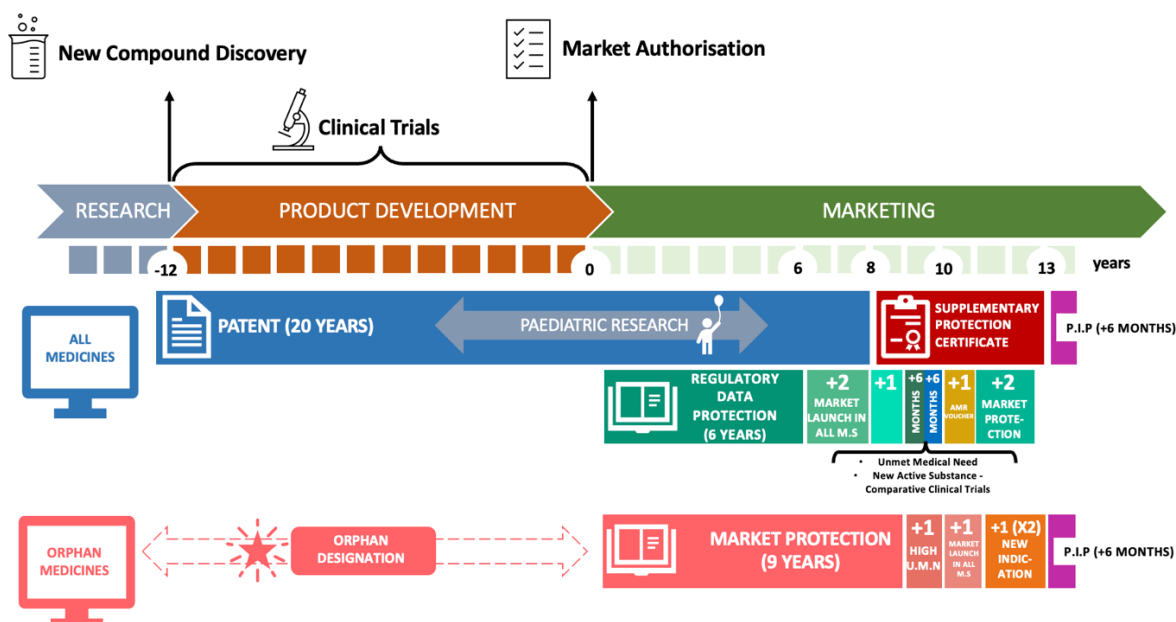 New Compound Discovery
Market Authorisation
Clinical Trials
RESEARCH
PRODUCT DEVELOPMENT
MARKETING
-12
0
6
8
10
13
years
ALL
MEDICINES
PATENT (20 YEARS)
PAEDIATRIC RESEARCH
SUPPLEMENTARY
PROTECTION
CERTIFICATE
P.I.P (+6 MONTHS)
REGULATORY
DATA
PROTECTION
(6 YEARS)
+2
MARKET
LAUNCH IN
ALL M.S
+1
+6
MONTHS
+6
MONTHS
+1
AMR
VOUCHER
+2
MARKET
PROTE-
CTION
• Unmet Medical Need
• New Active Substance -
Comparative Clinical Trials
ORPHAN
MEDICINES
ORPHAN
DESIGNATION
MARKET PROTECTION
(9 YEARS)
+1
HIGH
U.M.N
+1
MARKET
LAUNCH
IN ALL
M.S
+1 (X2)
NEW
INDIC-
ATION
P.I.P (+6 MONTHS)